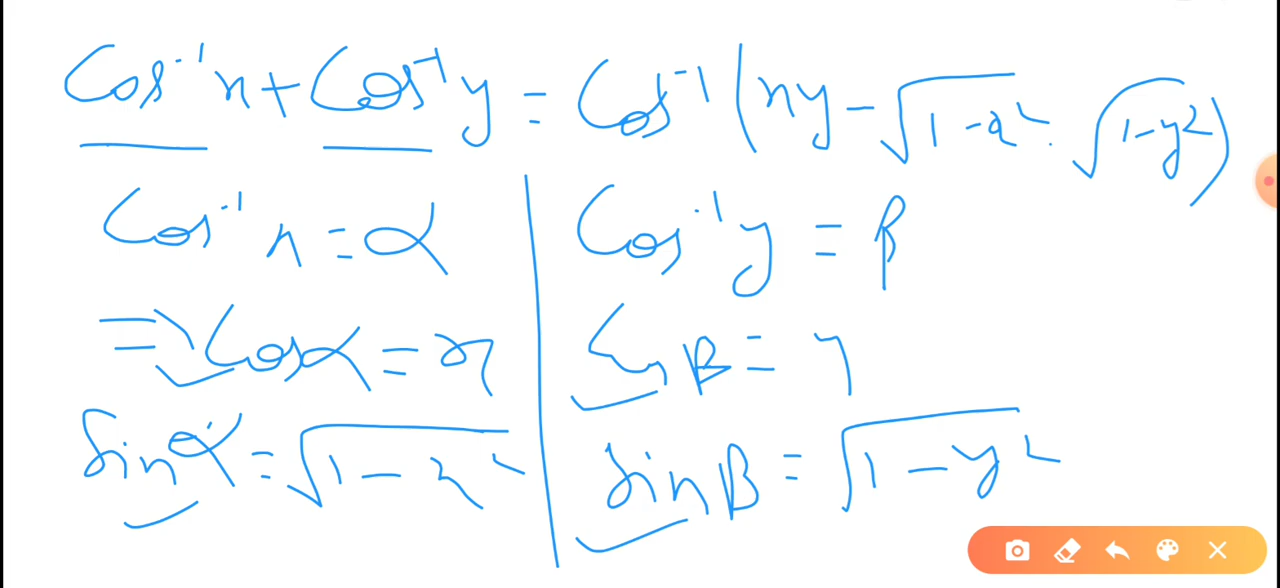 Cos⁻¹x + Cos⁻¹y = Cos⁻¹(xy − √1−x² · √1−y²)
Cos⁻¹x = α
⇒ Cosα = x
sinα = √1−x²
Cos⁻¹y = β
Cosβ = y
sinβ = √1−y²